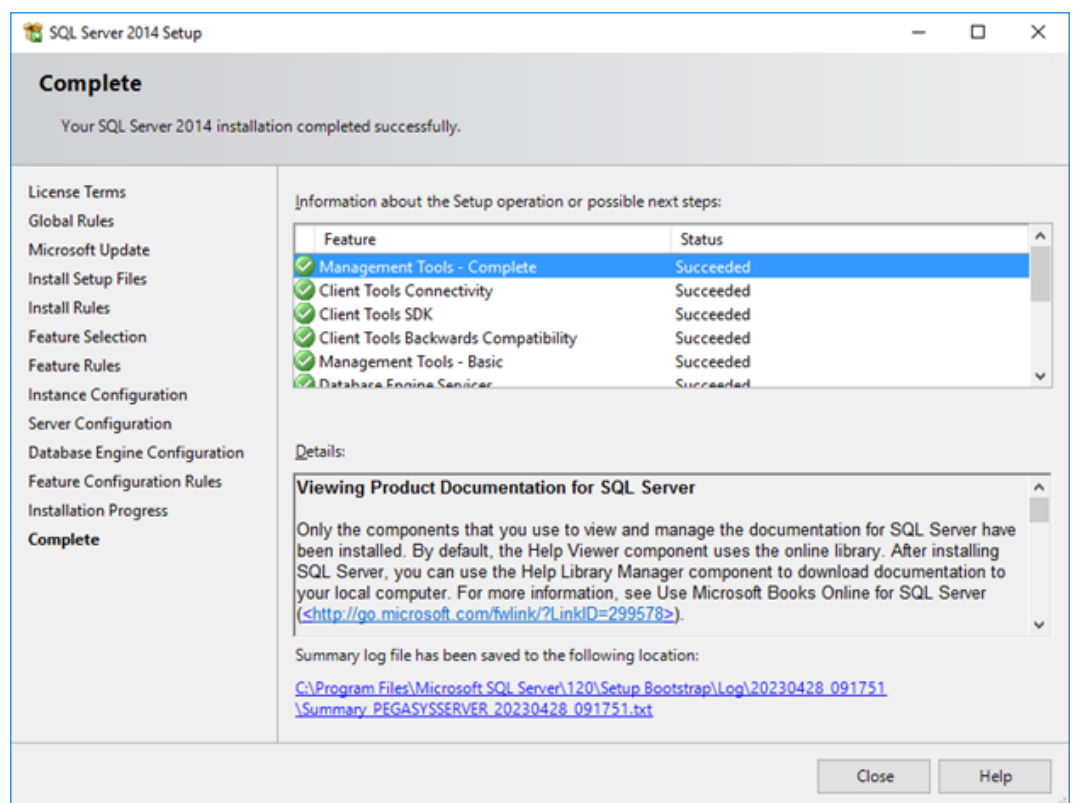 SQL Server 2014 Setup
Complete
Your SQL Server 2014 installation completed successfully.
License Terms
Global Rules
Microsoft Update
Install Setup Files
Install Rules
Feature Selection
Feature Rules
Instance Configuration
Server Configuration
Database Engine Configuration
Feature Configuration Rules
Installation Progress
Complete
Information about the Setup operation or possible next steps:
Feature Status
Management Tools - Complete Succeeded
Client Tools Connectivity Succeeded
Client Tools SDK Succeeded
Client Tools Backwards Compatibility Succeeded
Management Tools - Basic Succeeded
Database Engine Services Succeeded
Details:
Viewing Product Documentation for SQL Server
Only the components that you use to view and manage the documentation for SQL Server have
been installed. By default, the Help Viewer component uses the online library. After installing
SQL Server, you can use the Help Library Manager component to download documentation to
your local computer. For more information, see Use Microsoft Books Online for SQL Server
(<http://go.microsoft.com/fwlink/?LinkID=299578>).
Summary log file has been saved to the following location:
C:\Program Files\Microsoft SQL Server\120\Setup Bootstrap\Log\20230428_091751
\Summary_PEGASYSSERVER_20230428_091751.txt
Close Help